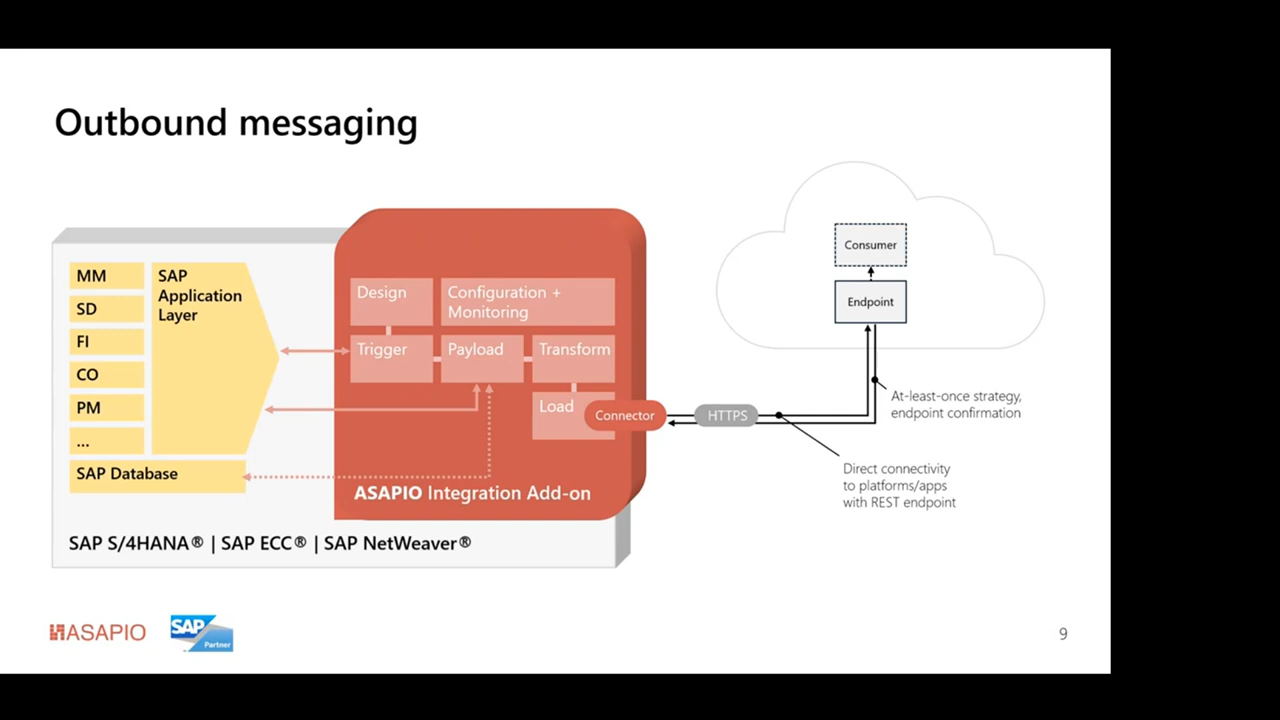 Outbound messaging
MM
SD
FI
CO
PM
...
SAP
Application
Layer
SAP Database
Design
Configuration +
Monitoring
Trigger
Payload
Transform
Load
Connector
ASAPIO Integration Add-on
SAP S/4HANA® | SAP ECC® | SAP NetWeaver®
HTTPS
Consumer
Endpoint
At-least-once strategy,
endpoint confirmation
Direct connectivity
to platforms/apps
with REST endpoint
ASAPIO
SAP
Partner
9